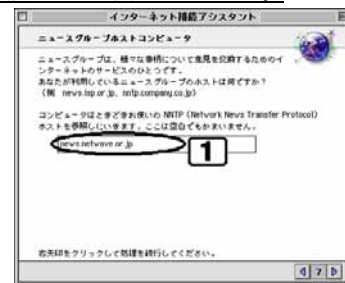 インターネット接続アシスタント
ニュースグループホストコンピュータ
ニュースグループは、様々な事柄について意見を交換するためのイ
ンターネットのサービスのひとつです。
あなたが利用しているニュースグループのホストは何ですか?
(例 news.isp.or.jp、nntp.company.co.jp)
コンピュータはときどきお使いの NNTP (Network News Transfer Protocol)
ホストを参照しにいきます。ここは空白でもかまいません。
news.netwave.or.jp
1
右矢印をクリックして処理を続行してください。
7